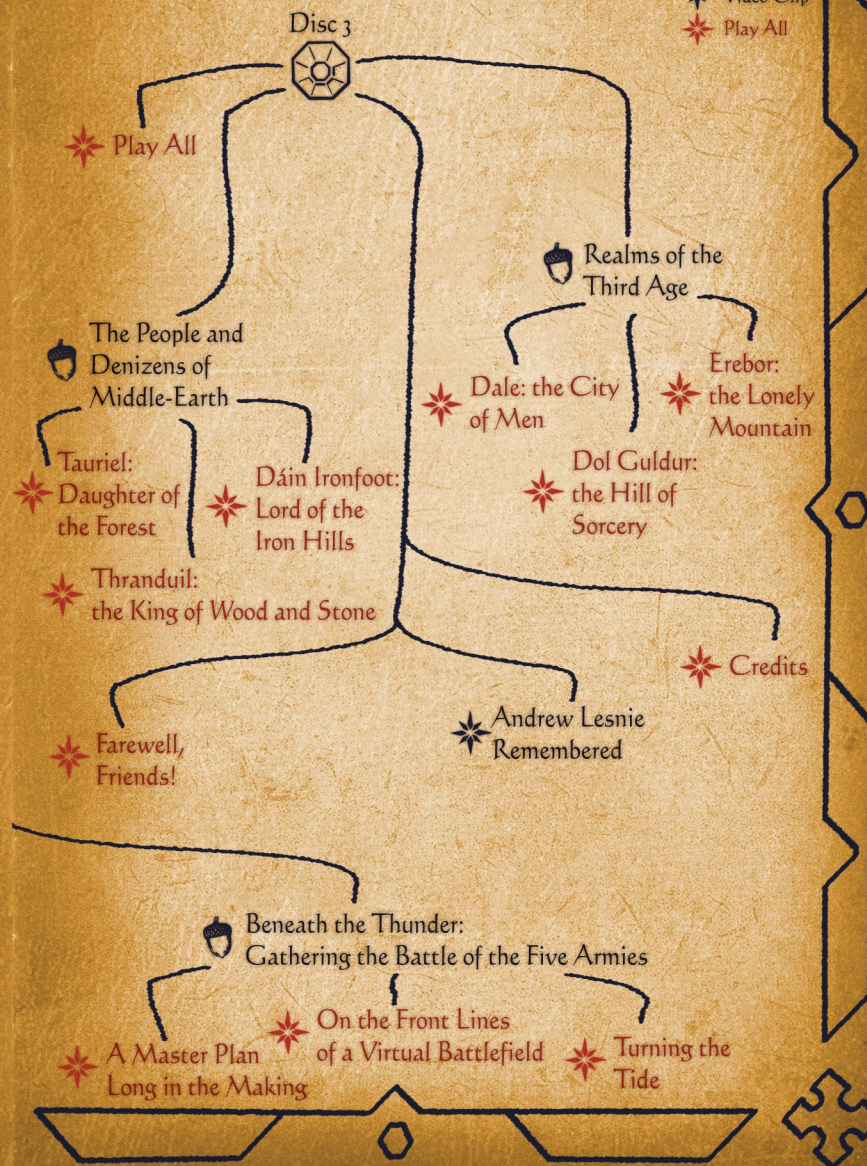 Video Clip
Play All
Disc 3
Play All
Realms of the
Third Age
The People and
Denizens of
Middle-Earth
Dale: the City
of Men
Erebor:
the Lonely
Mountain
Dol Guldur:
the Hill of
Sorcery
Tauriel:
Daughter of
the Forest
Dáin Ironfoot:
Lord of the
Iron Hills
Thranduil:
the King of Wood and Stone
Credits
Farewell,
Friends!
Andrew Lesnie
Remembered
Beneath the Thunder:
Gathering the Battle of the Five Armies
A Master Plan
Long in the Making
On the Front Lines
of a Virtual Battlefield
Turning the
Tide